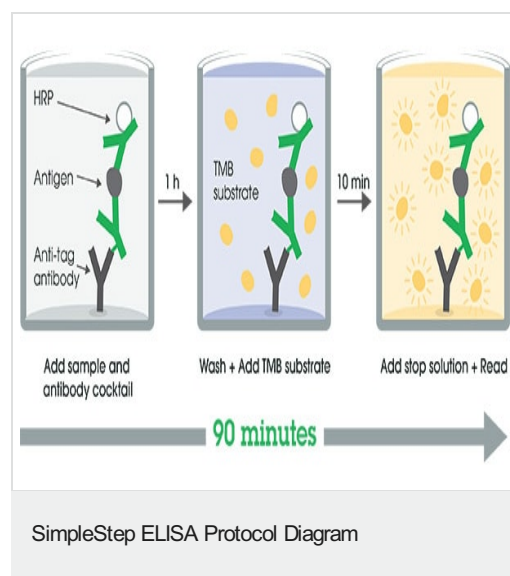 HRP
Antigen
Anti-tag
antibody
1 h
TMB
substrate
10 min
Add sample and
antibody cocktail
Wash + Add TMB substrate
Add stop solution + Read
90 minutes
SimpleStep ELISA Protocol Diagram